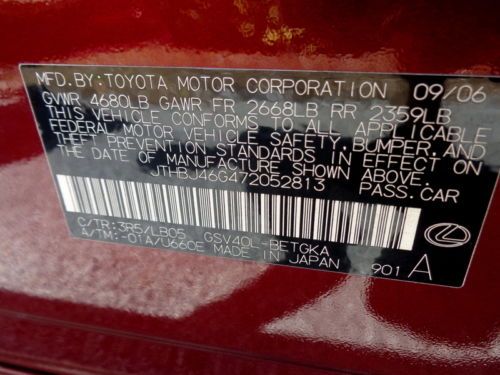 MFD.BY:TOYOTA MOTOR CORPORATION 09/06
GVWR 4680LB GAWR FR 2668LB RR 2359LB
THIS VEHICLE CONFORMS TO ALL APPLICABLE
FEDERAL MOTOR VEHICLE SAFETY,BUMPER,AND
THEFT PREVENTION STANDARDS IN EFFECT
ON THE DATE OF MANUFACTURE SHOWN ABOVE.
JTHBJ46G472052813 PASS.CAR
C/TR:3R5/LB05 GSV40L-BETGKA
A/TM:-01A/U660E MADE IN JAPAN
901 A